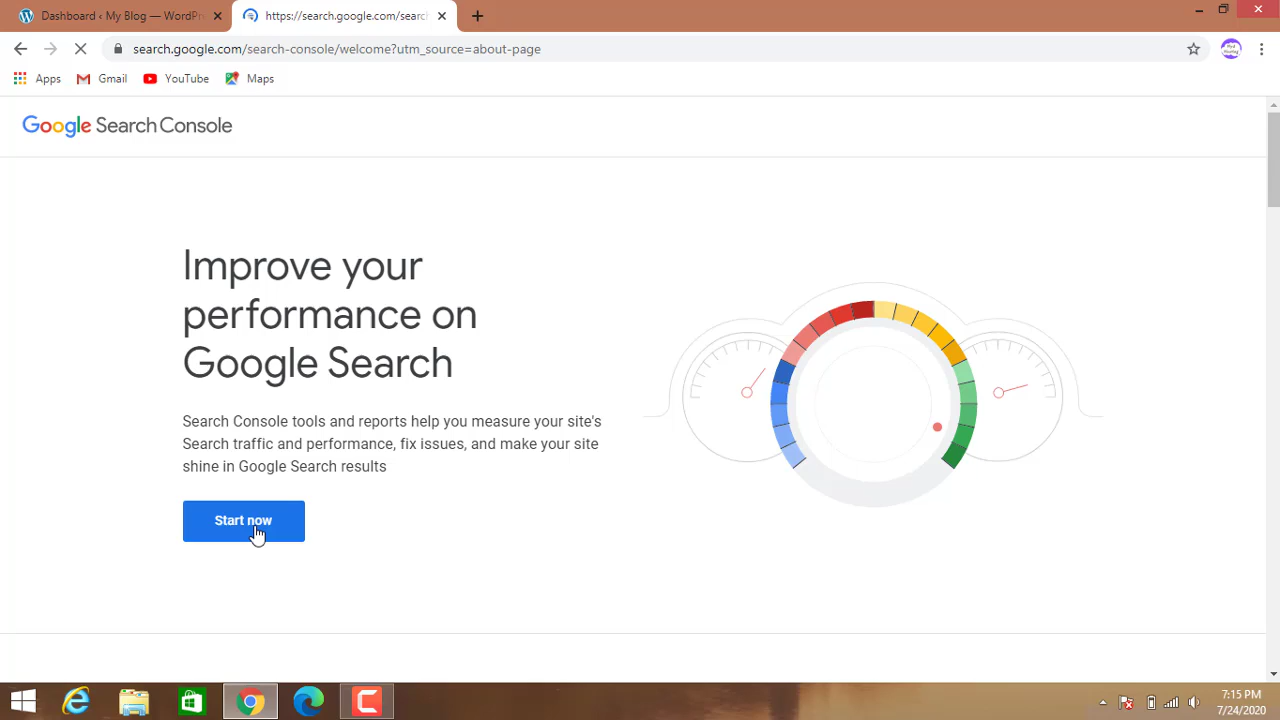 Dashboard ‹ My Blog — WordPr
https://search.google.com/sear
search.google.com/search-console/welcome?utm_source=about-page
Apps
Gmail
YouTube
Maps
Google Search Console
Improve your
performance on
Google Search
Search Console tools and reports help you measure your site's
Search traffic and performance, fix issues, and make your site
shine in Google Search results
Start now
7:15 PM
7/24/2020